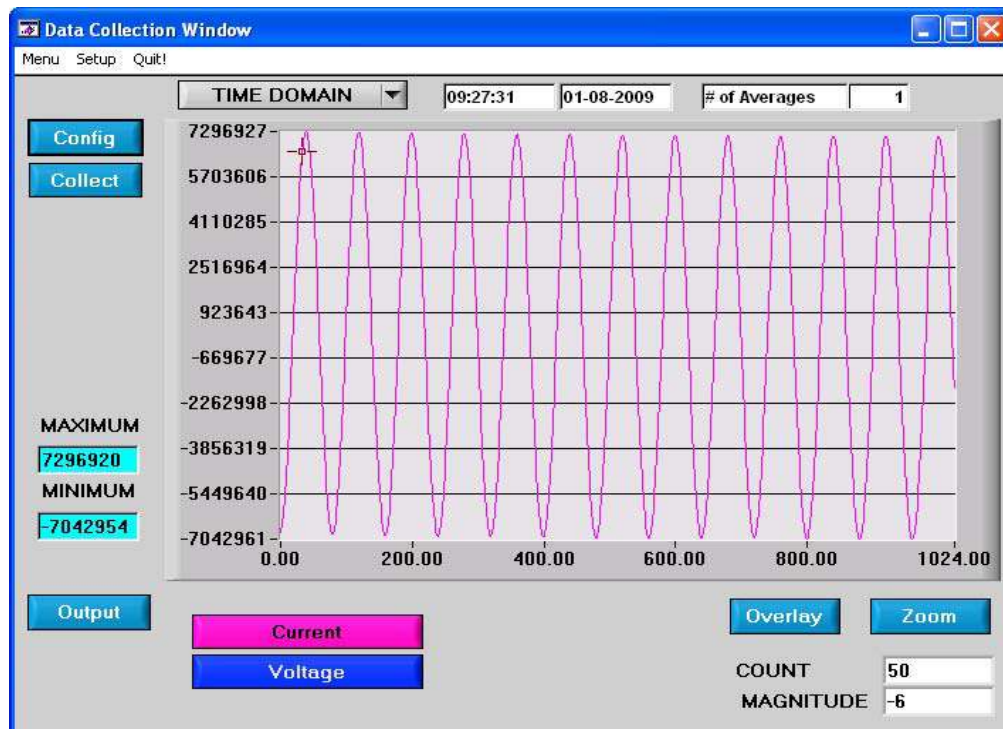 Data Collection Window
Menu Setup Quit!
TIME DOMAIN 09:27:31 01-08-2009 # of Averages 1
Config
Collect
7296927
5703606
4110285
2516964
923643
-669677
-2262998
-3856319
-5449640
-7042961
0.00 200.00 400.00 600.00 800.00 1024.00
MAXIMUM
7296920
MINIMUM
-7042954
Output
Current
Voltage
Overlay Zoom
COUNT 50
MAGNITUDE -6